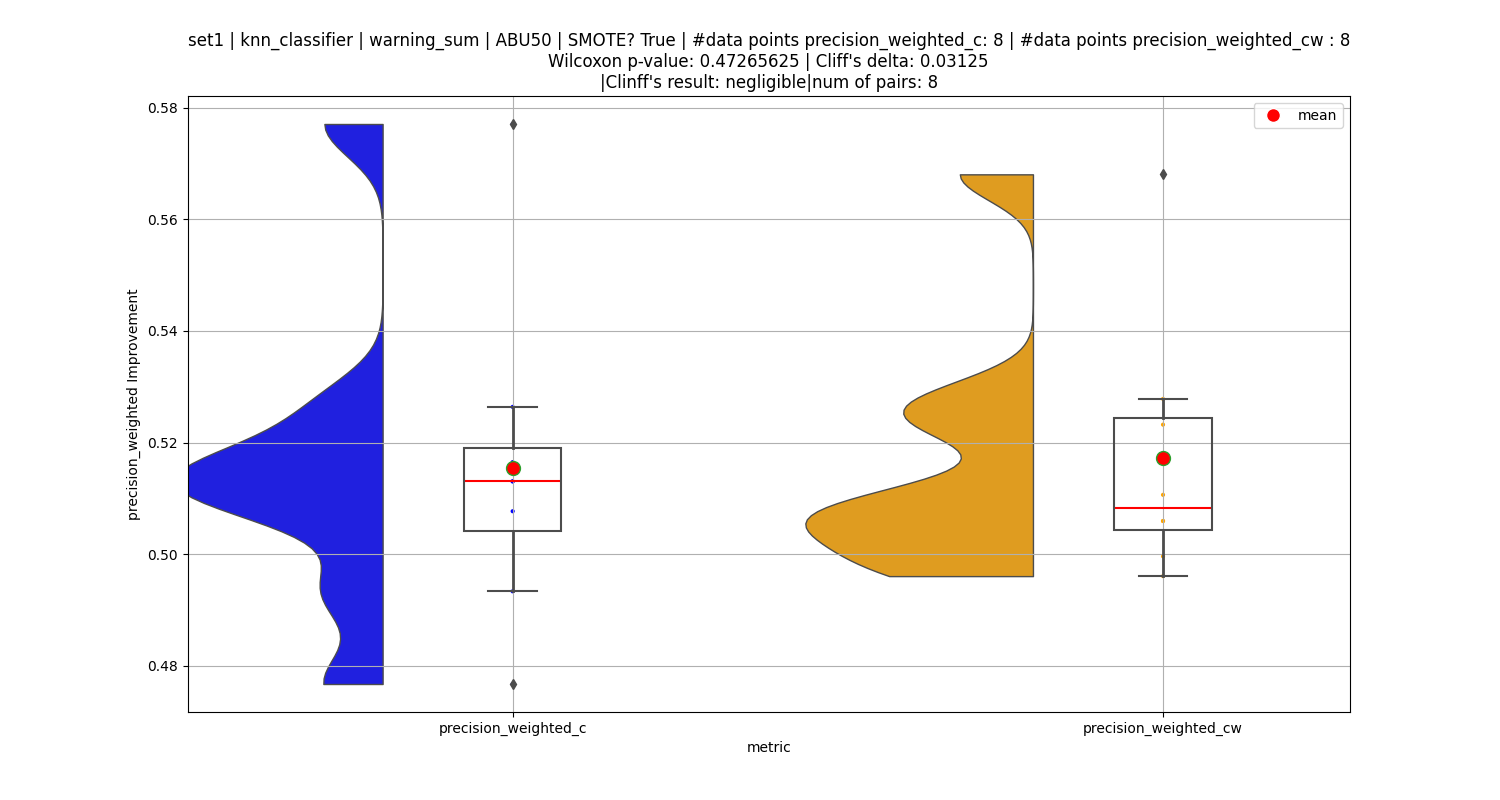 set1 | knn_classifier | warning_sum | ABU50 | SMOTE? True | #data points precision_weighted_c: 8 | #data points precision_weighted_cw : 8
Wilcoxon p-value: 0.47265625 | Cliff's delta: 0.03125
|Clinff's result: negligible|num of pairs: 8
mean
0.58
0.56
0.54
0.52
0.50
0.48
precision_weighted Improvement
precision_weighted_c
precision_weighted_cw
metric